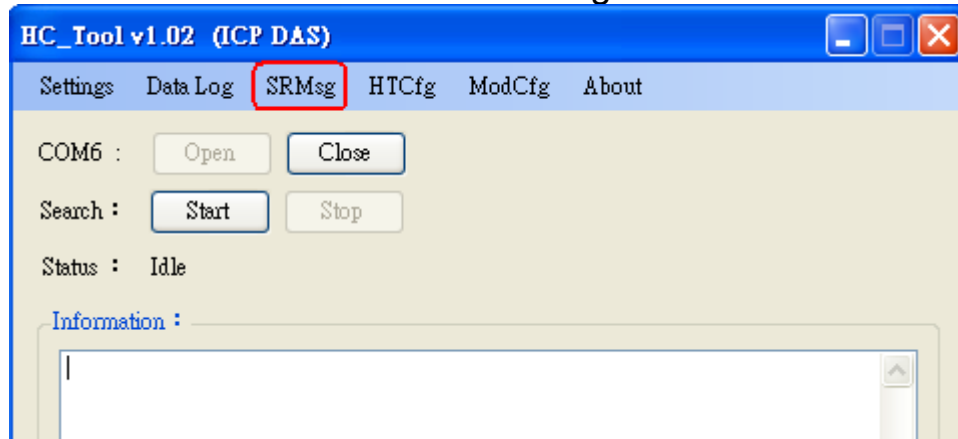 HC_Tool v1.02 (ICP DAS)
Settings Data Log SRMsg HTCfg ModCfg About
COM6 : Open Close
Search : Start Stop
Status : Idle
Information :